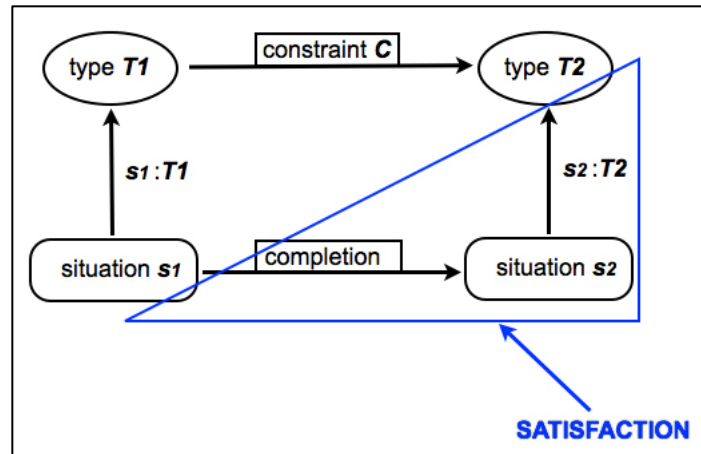 type T1
constraint C
type T2
s1 : T1
s2 : T2
situation s1
completion
situation s2
SATISFACTION